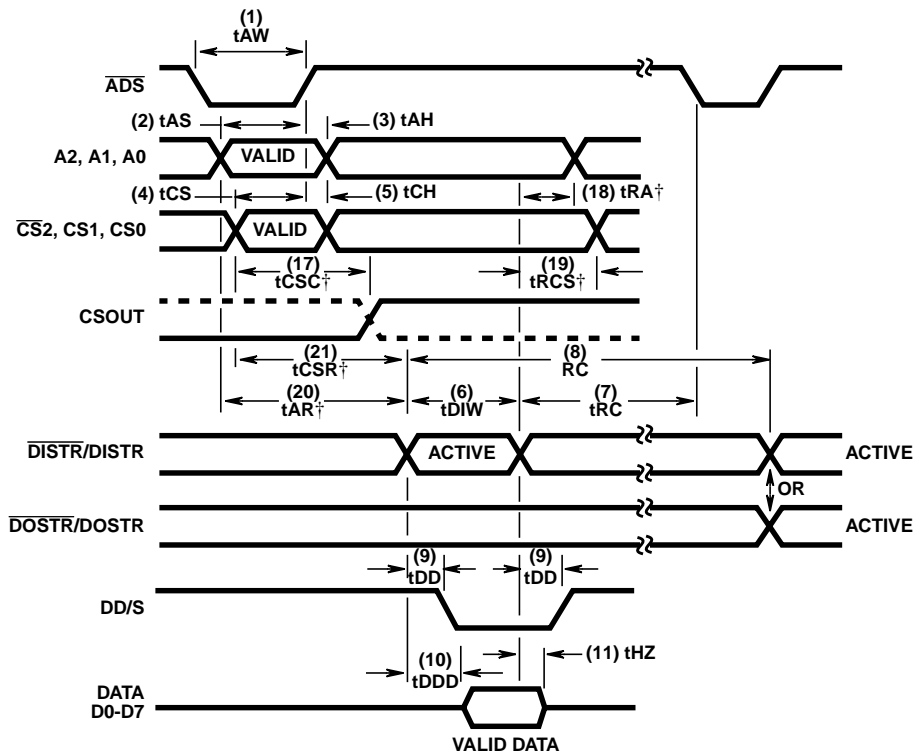 (1)
tAW
ADS
(2) tAS
(3) tAH
A2, A1, A0
VALID
(4) tCS
(5) tCH
(18) tRA†
CS2, CS1, CS0
VALID
(17)
tCSC†
(19)
tRCS†
CSOUT
(21)
tCSR†
(8)
RC
(20)
tAR†
(6)
tDIW
(7)
tRC
DISTR/DISTR
ACTIVE
ACTIVE
OR
DOSTR/DOSTR
ACTIVE
(9)
tDD
(9)
tDD
DD/S
(10)
tDDD
(11) tHZ
DATA
D0-D7
VALID DATA